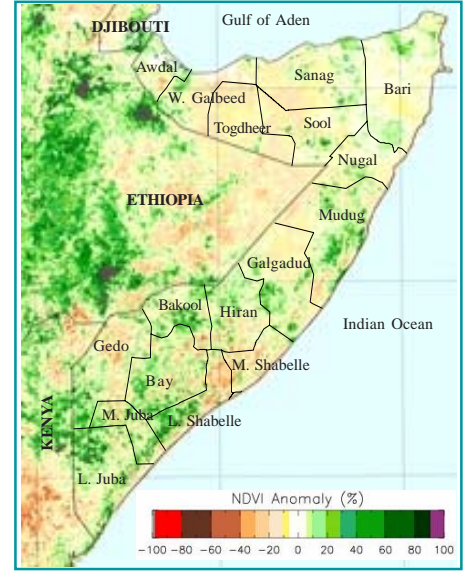 Gulf of Aden
DJIBOUTI
Awdal
Sanag
Bari
W. Galbeed
Togdheer
Sool
Nugal
ETHIOPIA
Mudug
Galgadud
Bakool
Hiran
Indian Ocean
Gedo
M. Shabelle
Bay
KENYA
M. Juba
L. Shabelle
L. Juba
NDVI Anomaly (%)
-100 -80 -60 -40 -20 0 20 40 60 80 100